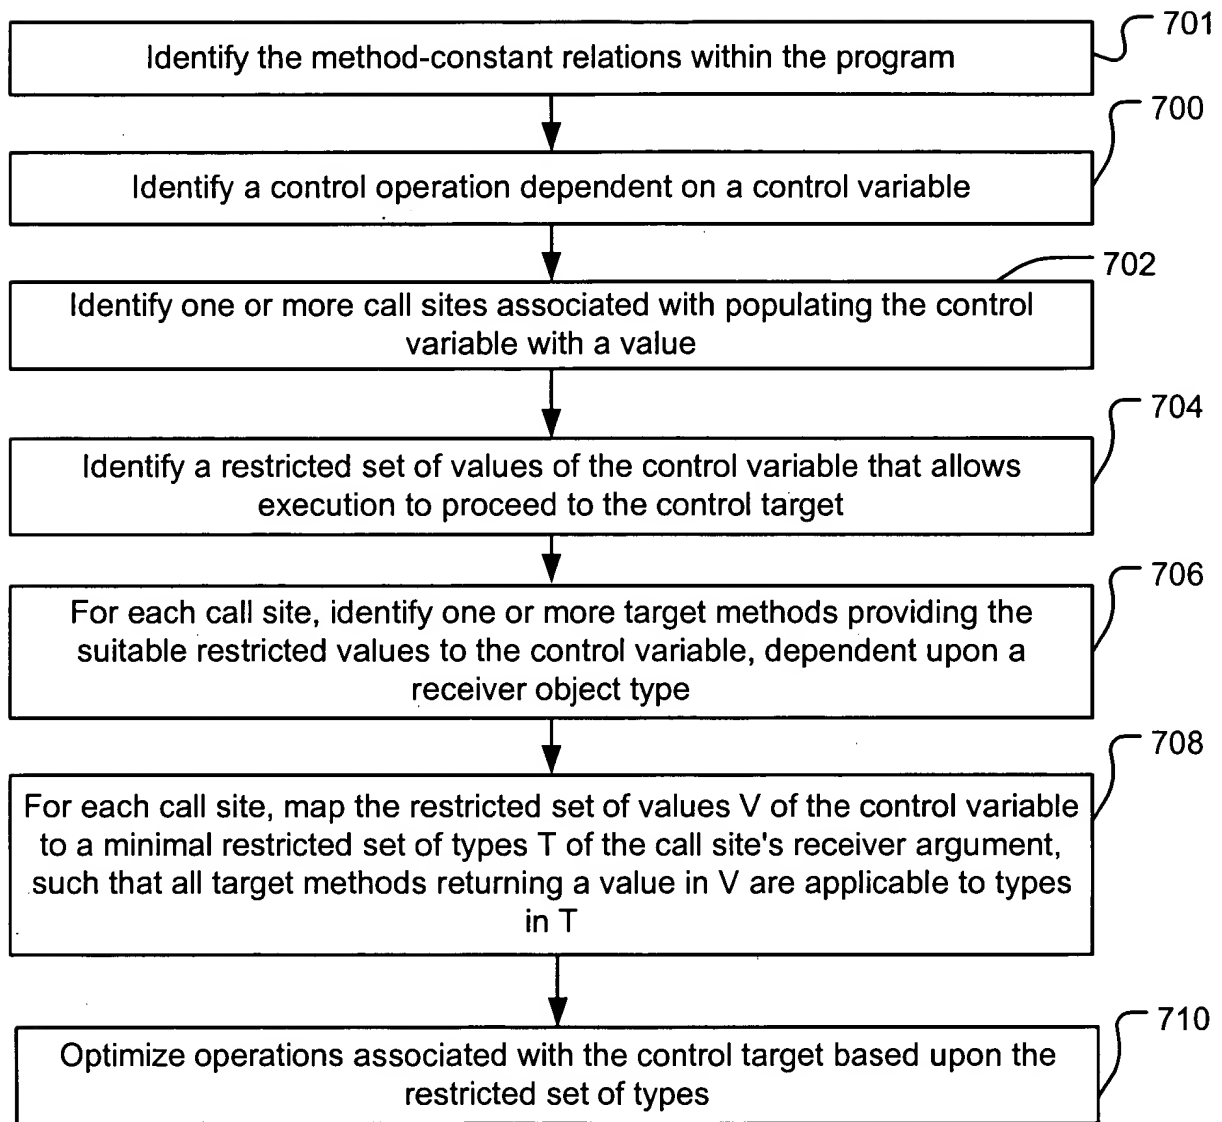 701
Identify the method-constant relations within the program
700
Identify a control operation dependent on a control variable
702
Identify one or more call sites associated with populating the control
variable with a value
704
Identify a restricted set of values of the control variable that allows
execution to proceed to the control target
706
For each call site, identify one or more target methods providing the
suitable restricted values to the control variable, dependent upon a
receiver object type
708
For each call site, map the restricted set of values V of the control variable
to a minimal restricted set of types T of the call site's receiver argument,
such that all target methods returning a value in V are applicable to types
in T
710
Optimize operations associated with the control target based upon the
restricted set of types